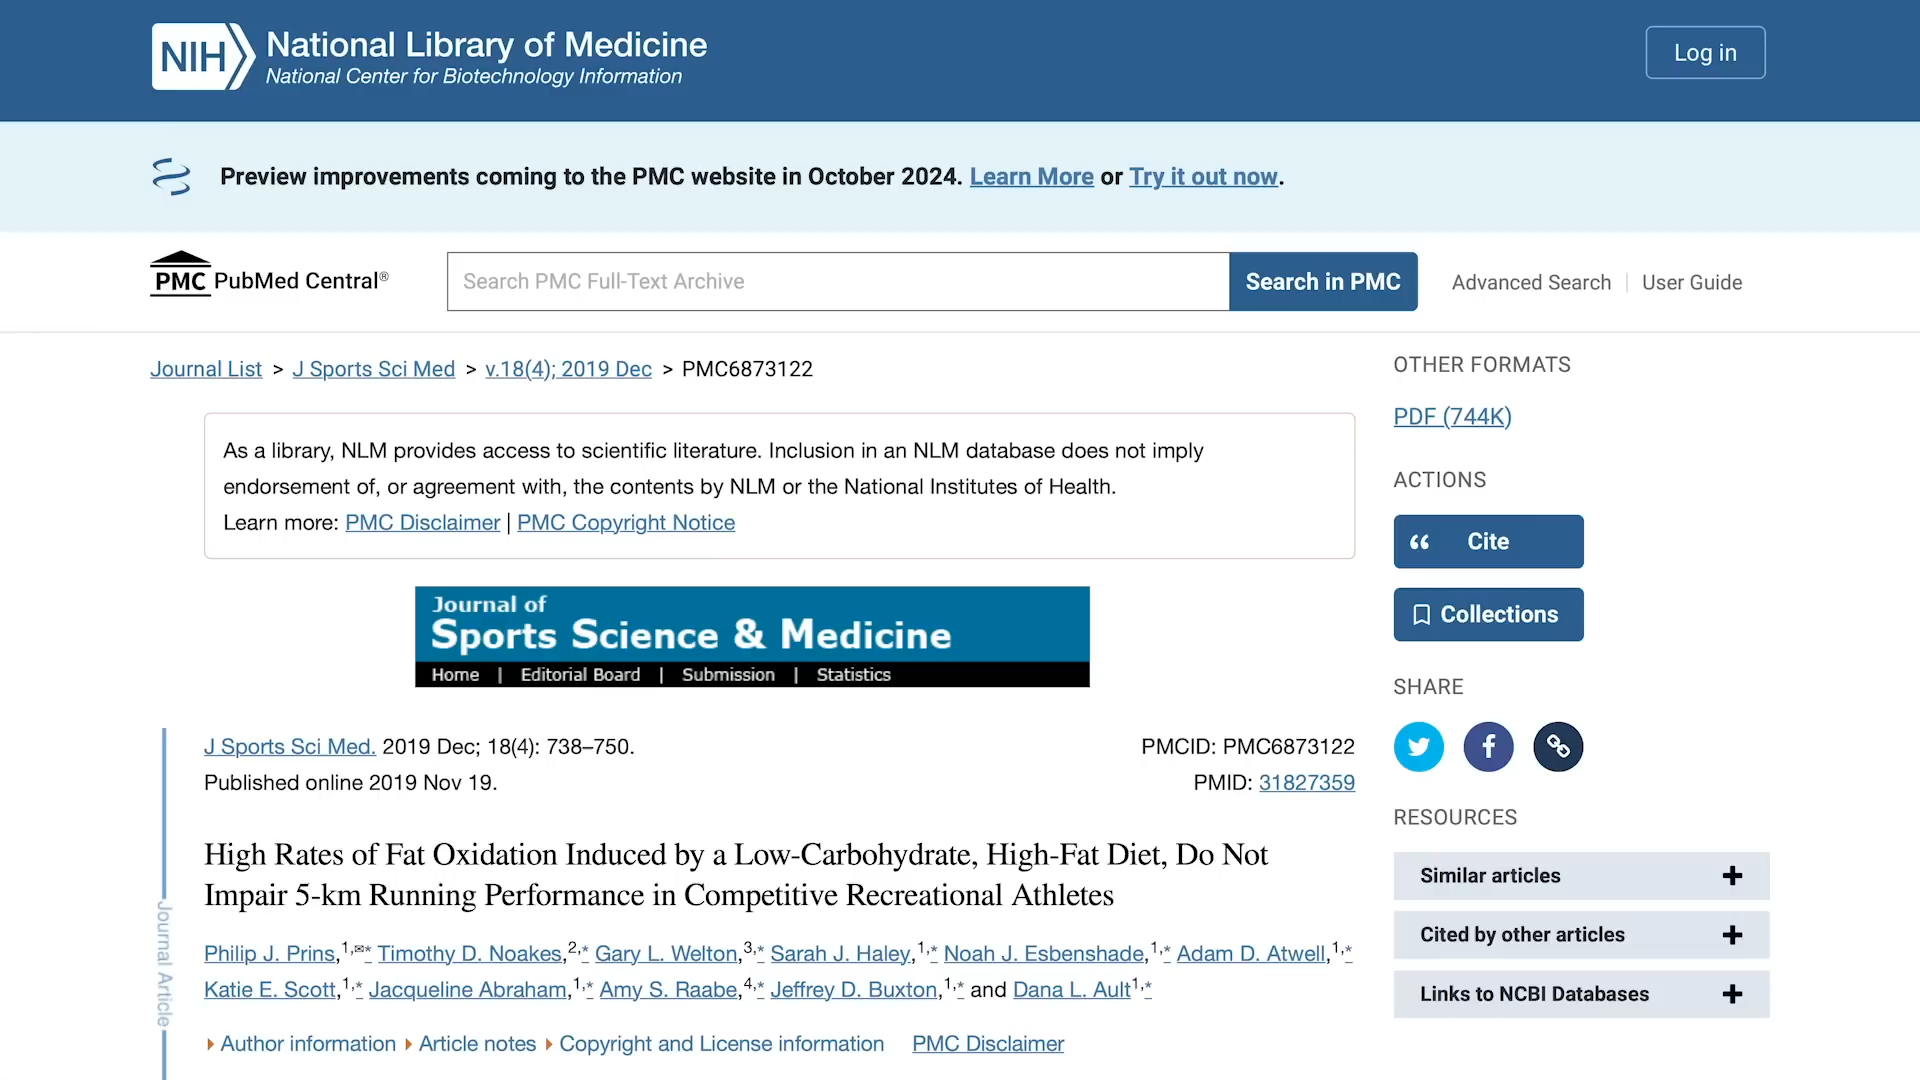 NIH National Library of Medicine
National Center for Biotechnology Information
Log in
Preview improvements coming to the PMC website in October 2024. Learn More or Try it out now.
PMC PubMed Central®
Search PMC Full-Text Archive
Search in PMC
Advanced Search | User Guide
Journal List > J Sports Sci Med > v.18(4); 2019 Dec > PMC6873122
As a library, NLM provides access to scientific literature. Inclusion in an NLM database does not imply
endorsement of, or agreement with, the contents by NLM or the National Institutes of Health.
Learn more: PMC Disclaimer | PMC Copyright Notice
Journal of
Sports Science & Medicine
Home | Editorial Board | Submission | Statistics
J Sports Sci Med. 2019 Dec; 18(4): 738–750.
Published online 2019 Nov 19.
PMCID: PMC6873122
PMID: 31827359
Journal Article
High Rates of Fat Oxidation Induced by a Low-Carbohydrate, High-Fat Diet, Do Not
Impair 5-km Running Performance in Competitive Recreational Athletes
Philip J. Prins,1,✉* Timothy D. Noakes,2,* Gary L. Welton,3,* Sarah J. Haley,1,* Noah J. Esbenshade,1,* Adam D. Atwell,1,*
Katie E. Scott,1,* Jacqueline Abraham,1,* Amy S. Raabe,4,* Jeffrey D. Buxton,1,* and Dana L. Ault1,*
Author information Article notes Copyright and License information PMC Disclaimer
OTHER FORMATS
PDF (744K)
ACTIONS
Cite
Collections
SHARE
RESOURCES
Similar articles +
Cited by other articles +
Links to NCBI Databases +